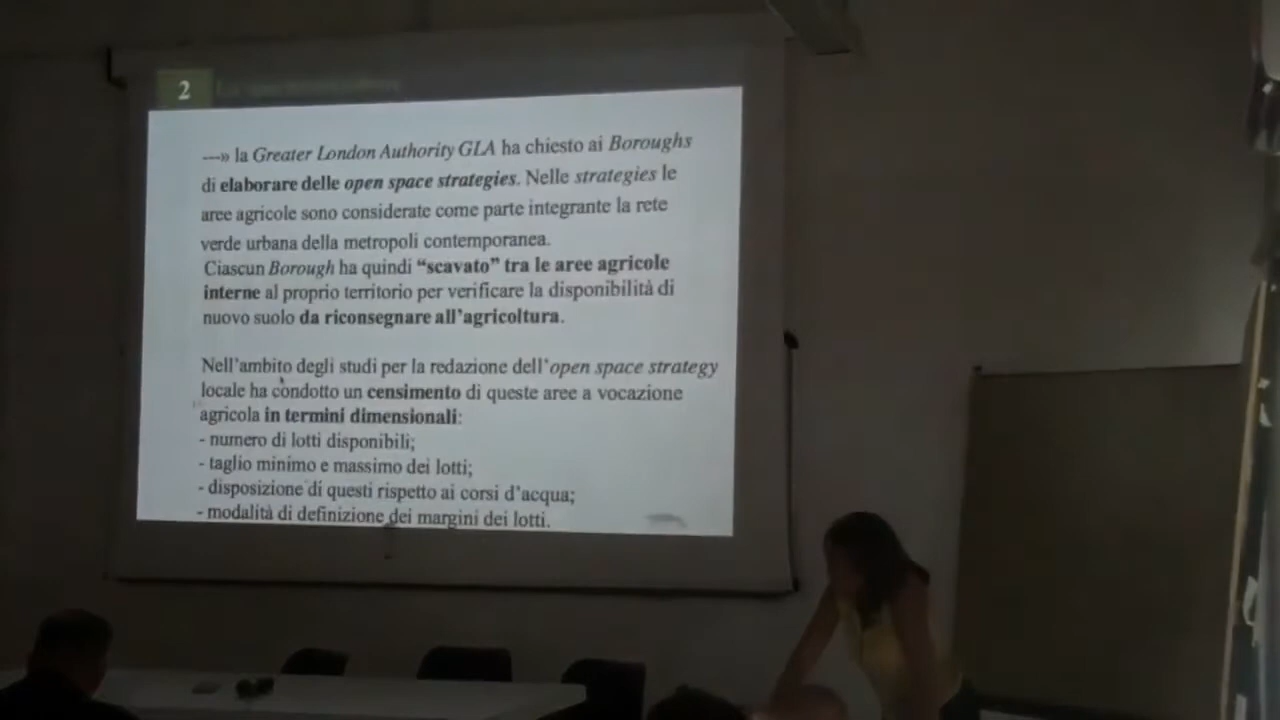 2
---» la Greater London Authority GLA ha chiesto ai Boroughs
di elaborare delle open space strategies. Nelle strategies le
aree agricole sono considerate come parte integrante la rete
verde urbana della metropoli contemporanea.
Ciascun Borough ha quindi “scavato” tra le aree agricole
interne al proprio territorio per verificare la disponibilità di
nuovo suolo da riconsegnare all’agricoltura.
Nell’ambito degli studi per la redazione dell’open space strategy
locale ha condotto un censimento di queste aree a vocazione
agricola in termini dimensionali:
- numero di lotti disponibili;
- taglio minimo e massimo dei lotti;
- disposizione di questi rispetto ai corsi d’acqua;
- modalità di definizione dei margini dei lotti.